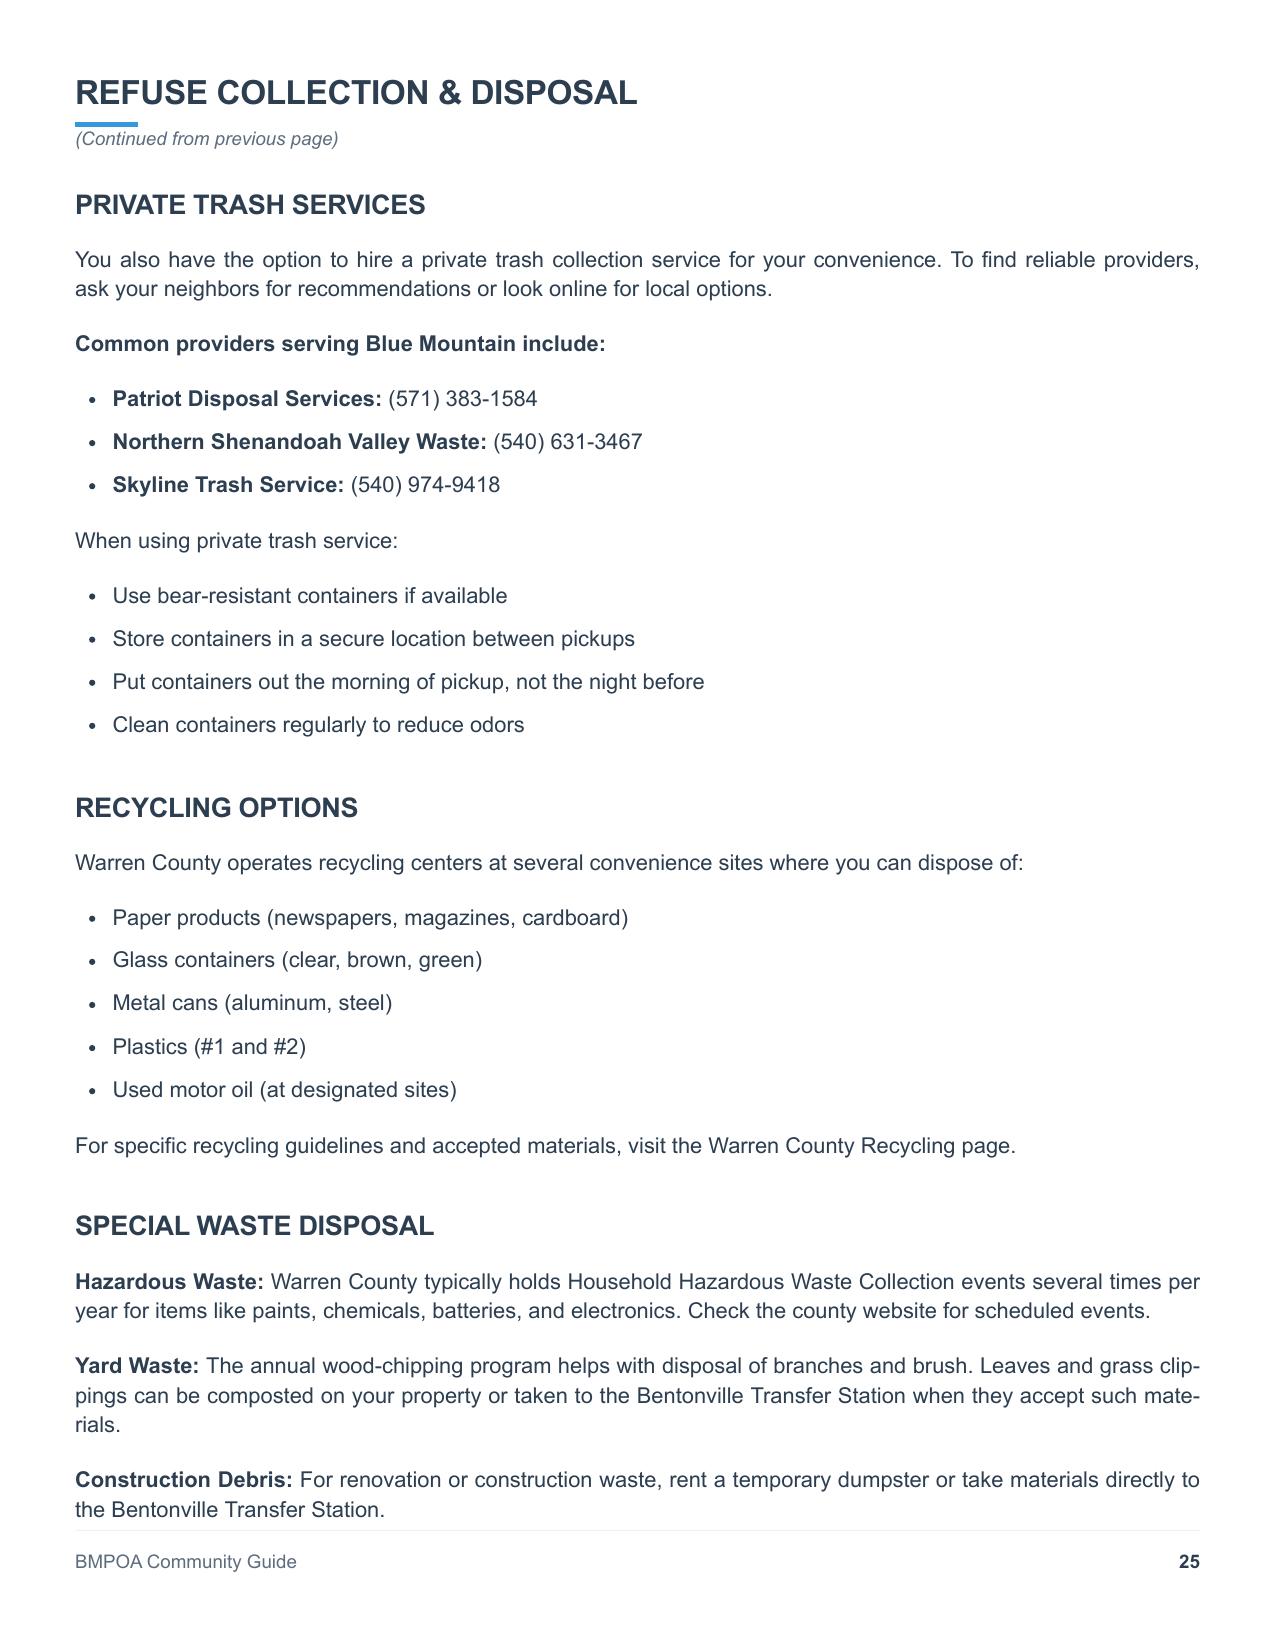 REFUSE COLLECTION & DISPOSAL
(Continued from previous page)
PRIVATE TRASH SERVICES
You also have the option to hire a private trash collection service for your convenience. To find reliable providers,
ask your neighbors for recommendations or look online for local options.
Common providers serving Blue Mountain include:
• Patriot Disposal Services: (571) 383-1584
• Northern Shenandoah Valley Waste: (540) 631-3467
• Skyline Trash Service: (540) 974-9418
When using private trash service:
• Use bear-resistant containers if available
• Store containers in a secure location between pickups
• Put containers out the morning of pickup, not the night before
• Clean containers regularly to reduce odors
RECYCLING OPTIONS
Warren County operates recycling centers at several convenience sites where you can dispose of:
• Paper products (newspapers, magazines, cardboard)
• Glass containers (clear, brown, green)
• Metal cans (aluminum, steel)
• Plastics (#1 and #2)
• Used motor oil (at designated sites)
For specific recycling guidelines and accepted materials, visit the Warren County Recycling page.
SPECIAL WASTE DISPOSAL
Hazardous Waste: Warren County typically holds Household Hazardous Waste Collection events several times per
year for items like paints, chemicals, batteries, and electronics. Check the county website for scheduled events.
Yard Waste: The annual wood-chipping program helps with disposal of branches and brush. Leaves and grass clip-
pings can be composted on your property or taken to the Bentonville Transfer Station when they accept such mate-
rials.
Construction Debris: For renovation or construction waste, rent a temporary dumpster or take materials directly to
the Bentonville Transfer Station.
BMPOA Community Guide
25